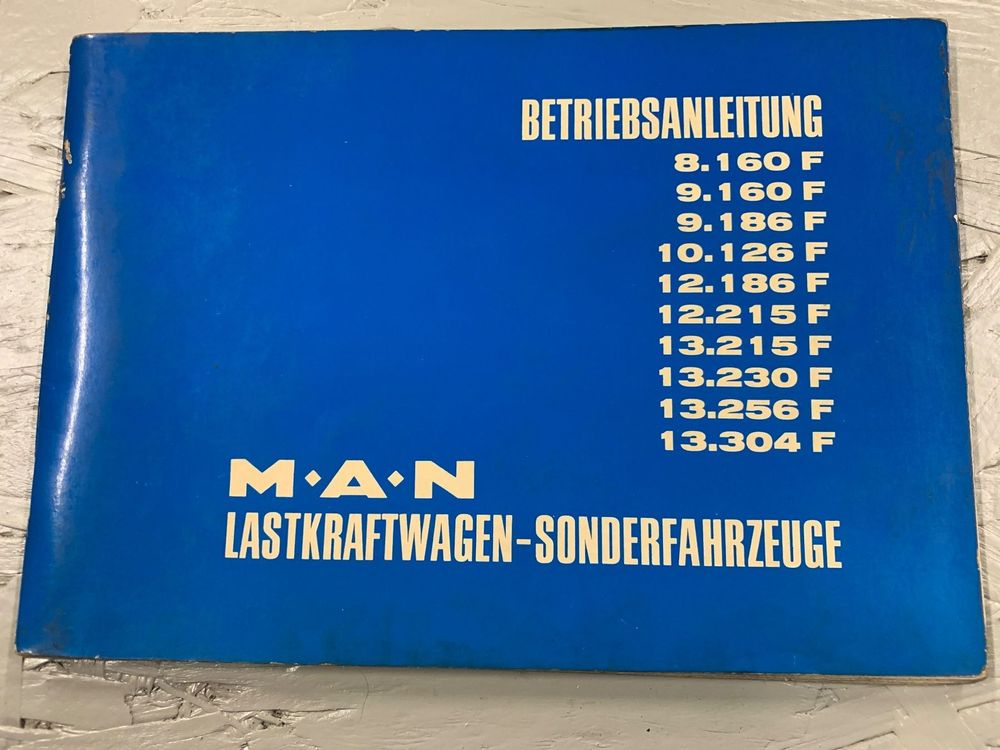 BETRIEBSANLEITUNG
8.160 F
9.160 F
9.186 F
10.126 F
12.186 F
12.215 F
13.215 F
13.230 F
13.256 F
13.304 F
M·A·N
LASTKRAFTWAGEN-SONDERFAHRZEUGE